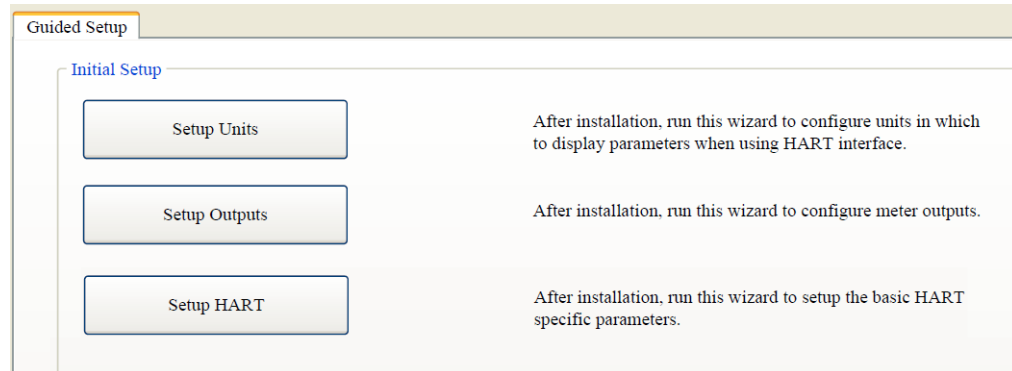 Guided Setup
Initial Setup
Setup Units
After installation, run this wizard to configure units in which
to display parameters when using HART interface.
Setup Outputs
After installation, run this wizard to configure meter outputs.
Setup HART
After installation, run this wizard to setup the basic HART
specific parameters.